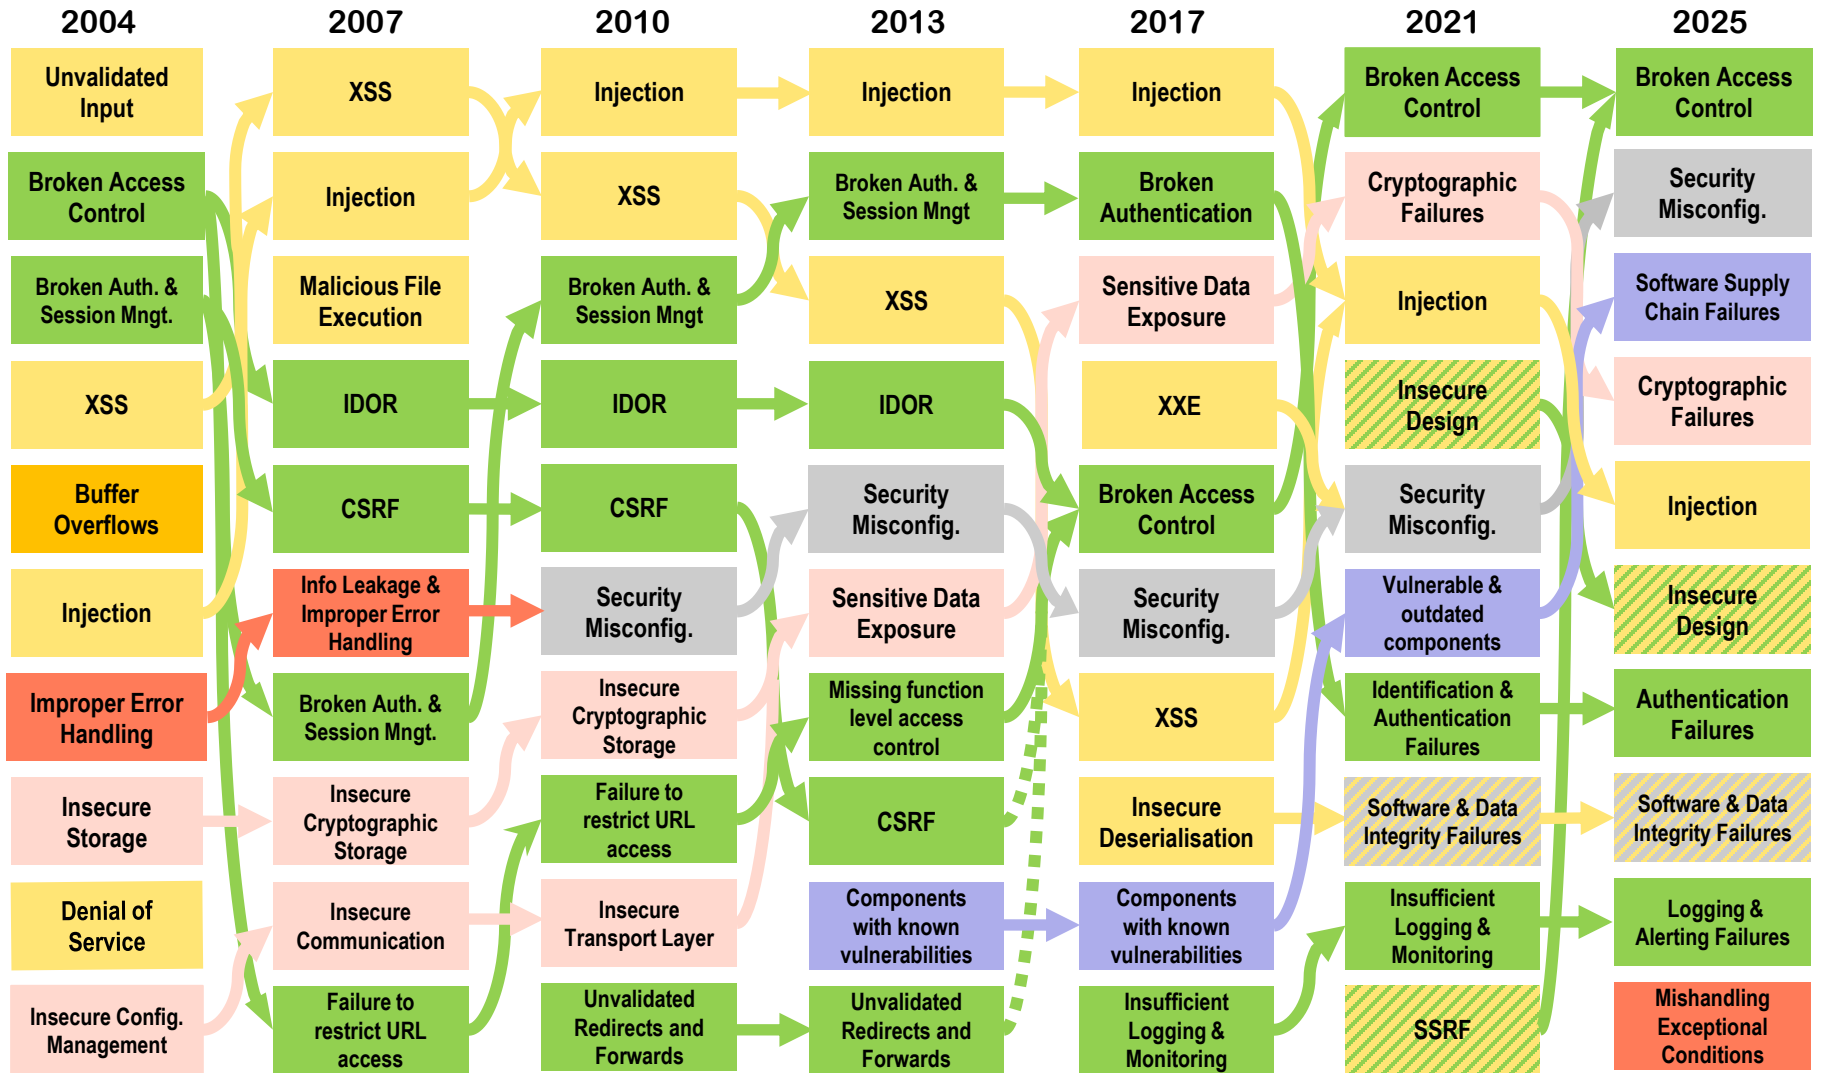 2004
2007
2010
2013
2017
2021
2025
Unvalidated
Input
Broken Access
Control
Broken Auth. &
Session Mngt.
XSS
Buffer
Overflows
Injection
Improper Error
Handling
Insecure
Storage
Denial of
Service
Insecure Config.
Management
XSS
Injection
Malicious File
Execution
IDOR
CSRF
Info Leakage &
Improper Error
Handling
Broken Auth. &
Session Mngt.
Insecure
Cryptographic
Storage
Insecure
Communication
Failure to
restrict URL
access
Injection
XSS
Broken Auth. &
Session Mngt
IDOR
CSRF
Security
Misconfig.
Insecure
Cryptographic
Storage
Failure to
restrict URL
access
Insecure
Transport Layer
Unvalidated
Redirects and
Forwards
Injection
Broken Auth. &
Session Mngt
XSS
IDOR
Security
Misconfig.
Sensitive Data
Exposure
Missing function
level access
control
CSRF
Components
with known
vulnerabilities
Unvalidated
Redirects and
Forwards
Injection
Broken
Authentication
Sensitive Data
Exposure
XXE
Broken Access
Control
Security
Misconfig.
XSS
Insecure
Deserialisation
Components
with known
vulnerabilities
Insufficient
Logging &
Monitoring
Broken Access
Control
Cryptographic
Failures
Injection
Insecure
Design
Security
Misconfig.
Vulnerable &
outdated
components
Identification &
Authentication
Failures
Software & Data
Integrity Failures
Insufficient
Logging &
Monitoring
SSRF
Broken Access
Control
Security
Misconfig.
Software Supply
Chain Failures
Cryptographic
Failures
Injection
Insecure
Design
Authentication
Failures
Software & Data
Integrity Failures
Logging &
Alerting Failures
Mishandling
Exceptional
Conditions